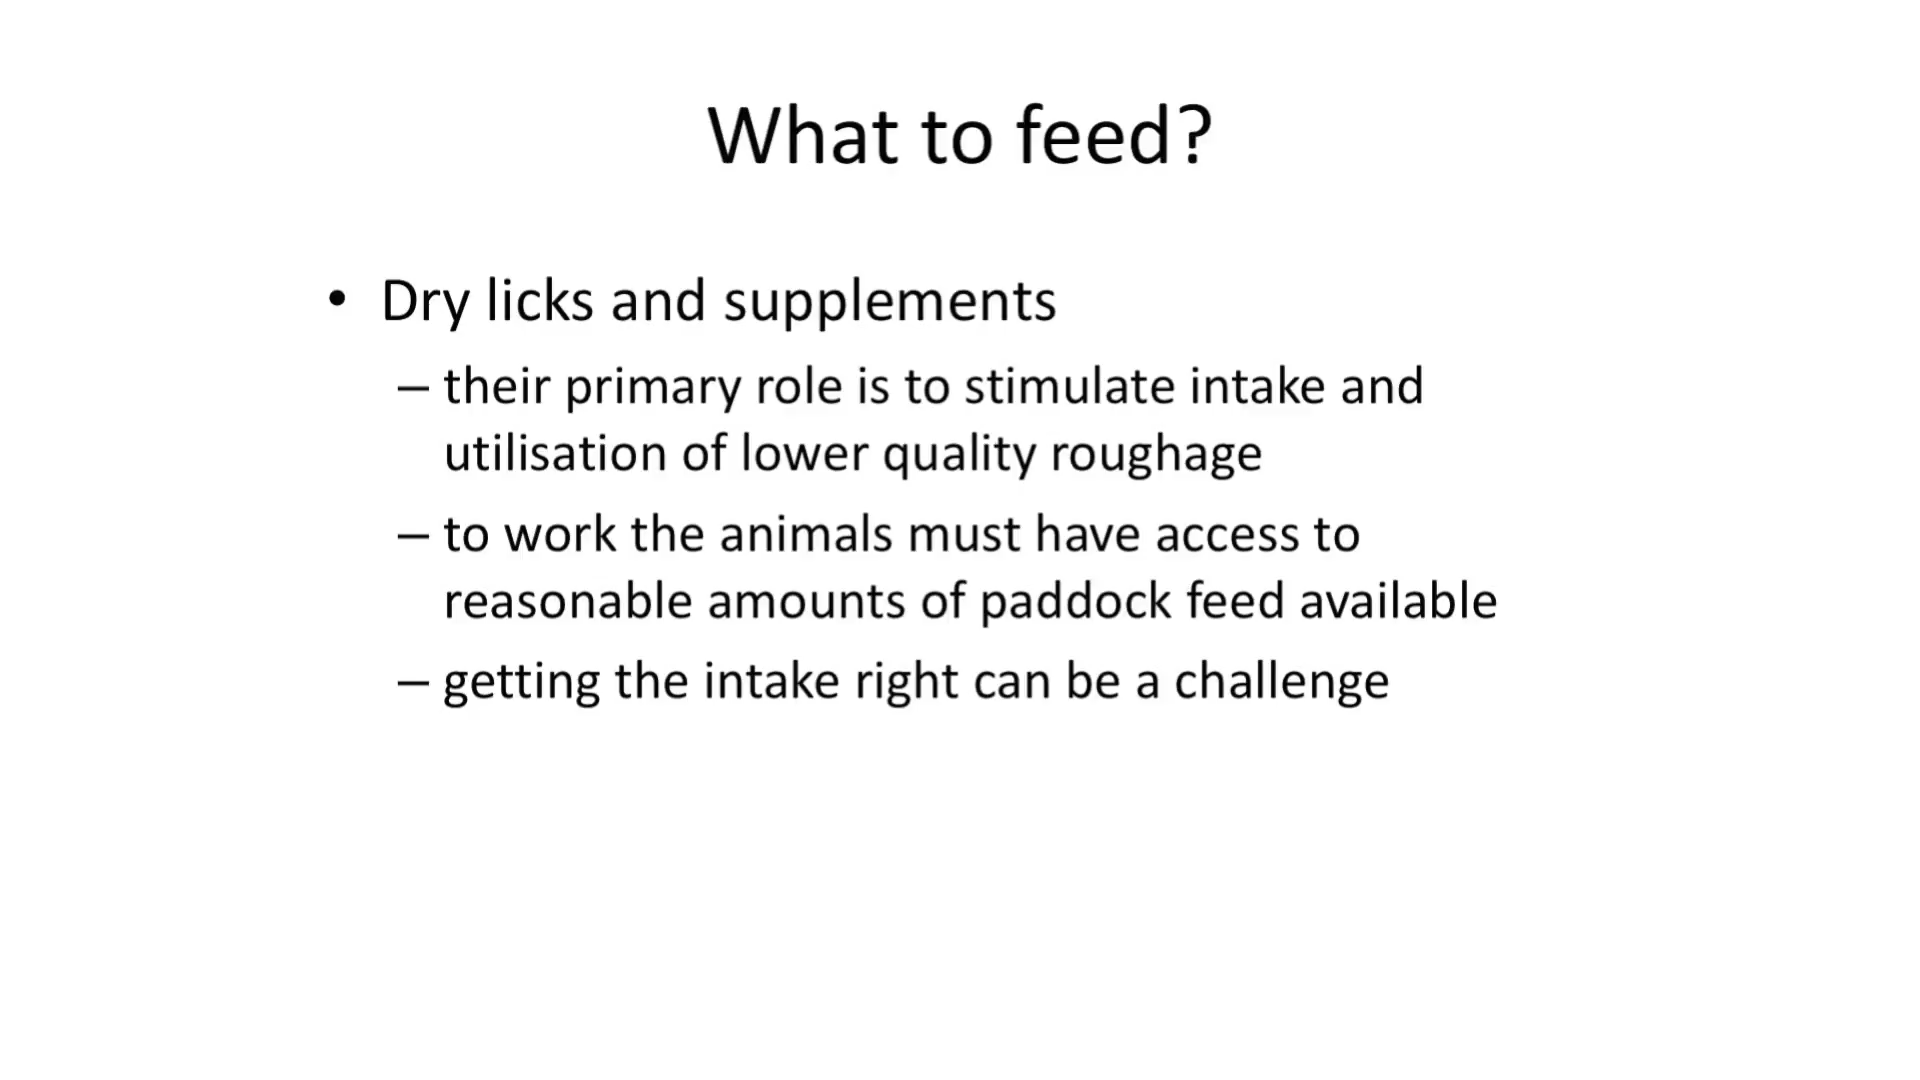 What to feed?
• Dry licks and supplements
– their primary role is to stimulate intake and
utilisation of lower quality roughage
– to work the animals must have access to
reasonable amounts of paddock feed available
– getting the intake right can be a challenge